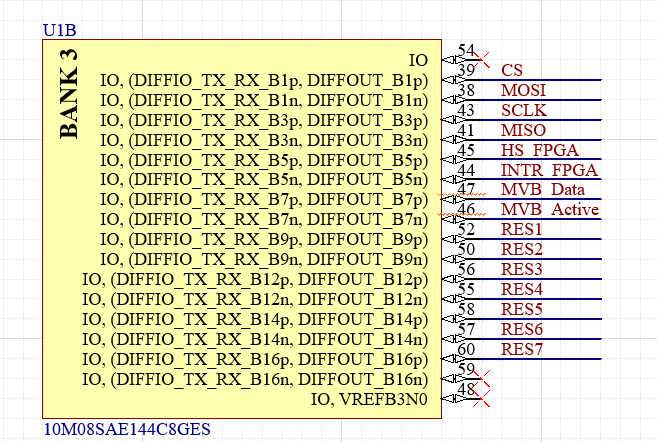 U1B
BANK 3
IO 54
IO, (DIFFIO_TX_RX_B1p, DIFFOUT_B1p) 39 CS
IO, (DIFFIO_TX_RX_B1n, DIFFOUT_B1n) 38 MOSI
IO, (DIFFIO_TX_RX_B3p, DIFFOUT_B3p) 43 SCLK
IO, (DIFFIO_TX_RX_B3n, DIFFOUT_B3n) 41 MISO
IO, (DIFFIO_TX_RX_B5p, DIFFOUT_B5p) 45 HS_FPGA
IO, (DIFFIO_TX_RX_B5n, DIFFOUT_B5n) 44 INTR_FPGA
IO, (DIFFIO_TX_RX_B7p, DIFFOUT_B7p) 47 MVB_Data
IO, (DIFFIO_TX_RX_B7n, DIFFOUT_B7n) 46 MVB_Active
IO, (DIFFIO_TX_RX_B9p, DIFFOUT_B9p) 52 RES1
IO, (DIFFIO_TX_RX_B9n, DIFFOUT_B9n) 50 RES2
IO, (DIFFIO_TX_RX_B12p, DIFFOUT_B12p) 56 RES3
IO, (DIFFIO_TX_RX_B12n, DIFFOUT_B12n) 55 RES4
IO, (DIFFIO_TX_RX_B14p, DIFFOUT_B14p) 58 RES5
IO, (DIFFIO_TX_RX_B14n, DIFFOUT_B14n) 57 RES6
IO, (DIFFIO_TX_RX_B16p, DIFFOUT_B16p) 60 RES7
IO, (DIFFIO_TX_RX_B16n, DIFFOUT_B16n) 59
IO, VREFB3N0 48
10M08SAE144C8GES